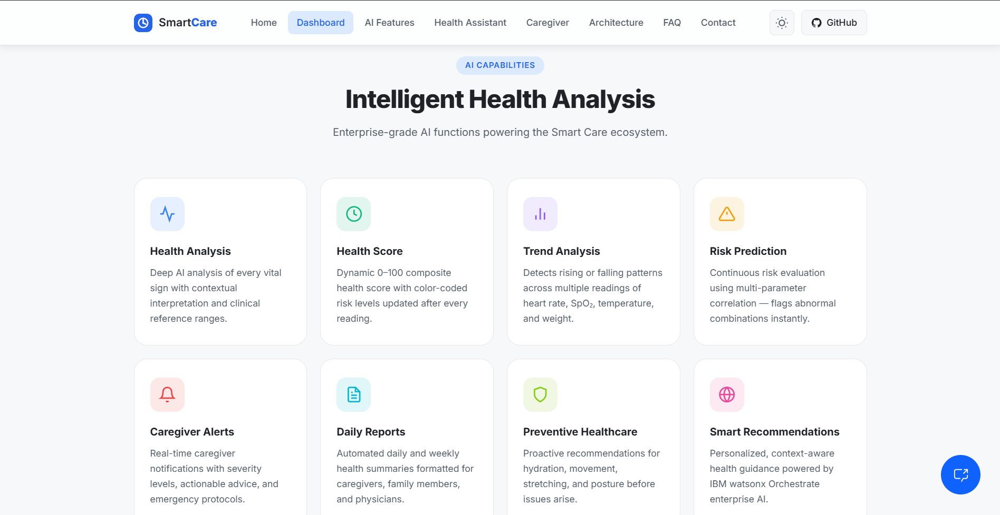 SmartCare
Home
Dashboard
AI Features
Health Assistant
Caregiver
Architecture
FAQ
Contact
GitHub
AI CAPABILITIES
Intelligent Health Analysis
Enterprise-grade AI functions powering the Smart Care ecosystem.
Health Analysis
Deep AI analysis of every vital
sign with contextual
interpretation and clinical
reference ranges.
Health Score
Dynamic 0–100 composite
health score with color-coded
risk levels updated after every
reading.
Trend Analysis
Detects rising or falling patterns
across multiple readings of
heart rate, SpO₂, temperature,
and weight.
Risk Prediction
Continuous risk evaluation
using multi-parameter
correlation — flags abnormal
combinations instantly.
Caregiver Alerts
Real-time caregiver
notifications with severity
levels, actionable advice, and
emergency protocols.
Daily Reports
Automated daily and weekly
health summaries formatted for
caregivers, family members,
and physicians.
Preventive Healthcare
Proactive recommendations for
hydration, movement,
stretching, and posture before
issues arise.
Smart Recommendations
Personalized, context-aware
health guidance powered by
IBM watsonx Orchestrate
enterprise AI.